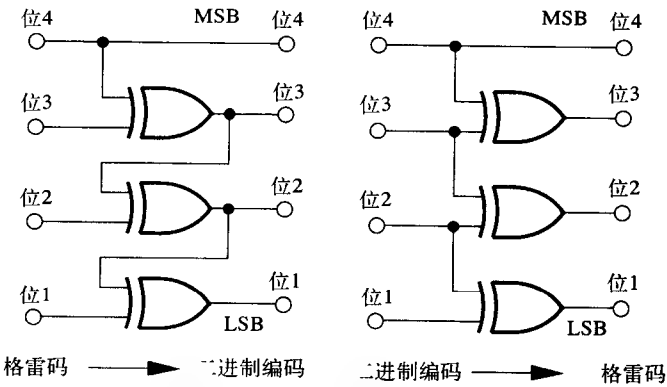 位4 MSB 位4 位4 MSB 位4
位3 位3 位3 位3
位2 位2 位2 位2
位1 位1 位1 位1
LSB LSB
格雷码 二进制编码 二进制编码 格雷码